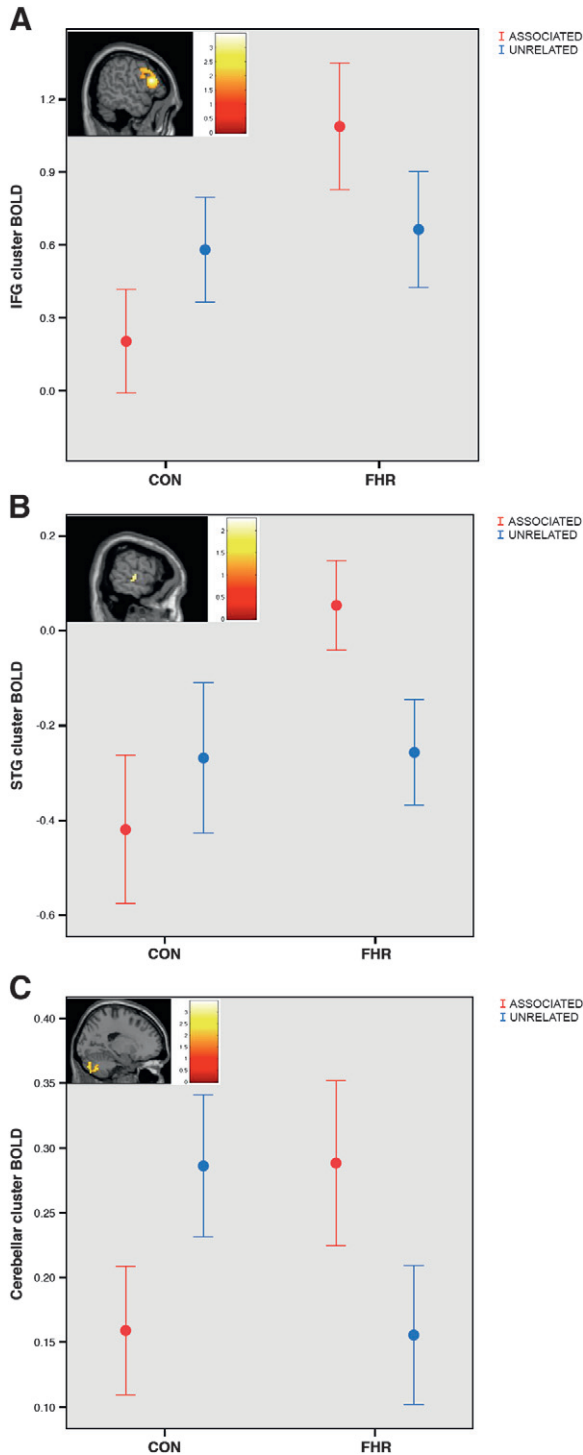 A
I ASSOCIATED
I UNRELATED
3
2.5
2
1.5
1
0.5
0
1.2
0.9
0.6
0.3
0.0
IFG cluster BOLD
CON FHR
B
I ASSOCIATED
I UNRELATED
2
1.5
1
0.5
0
0.2
0.0
-0.2
-0.4
-0.6
STG cluster BOLD
CON FHR
C
I ASSOCIATED
I UNRELATED
3
2.5
2
1.5
1
0.5
0
0.40
0.35
0.30
0.25
0.20
0.15
0.10
Cerebellar cluster BOLD
CON FHR